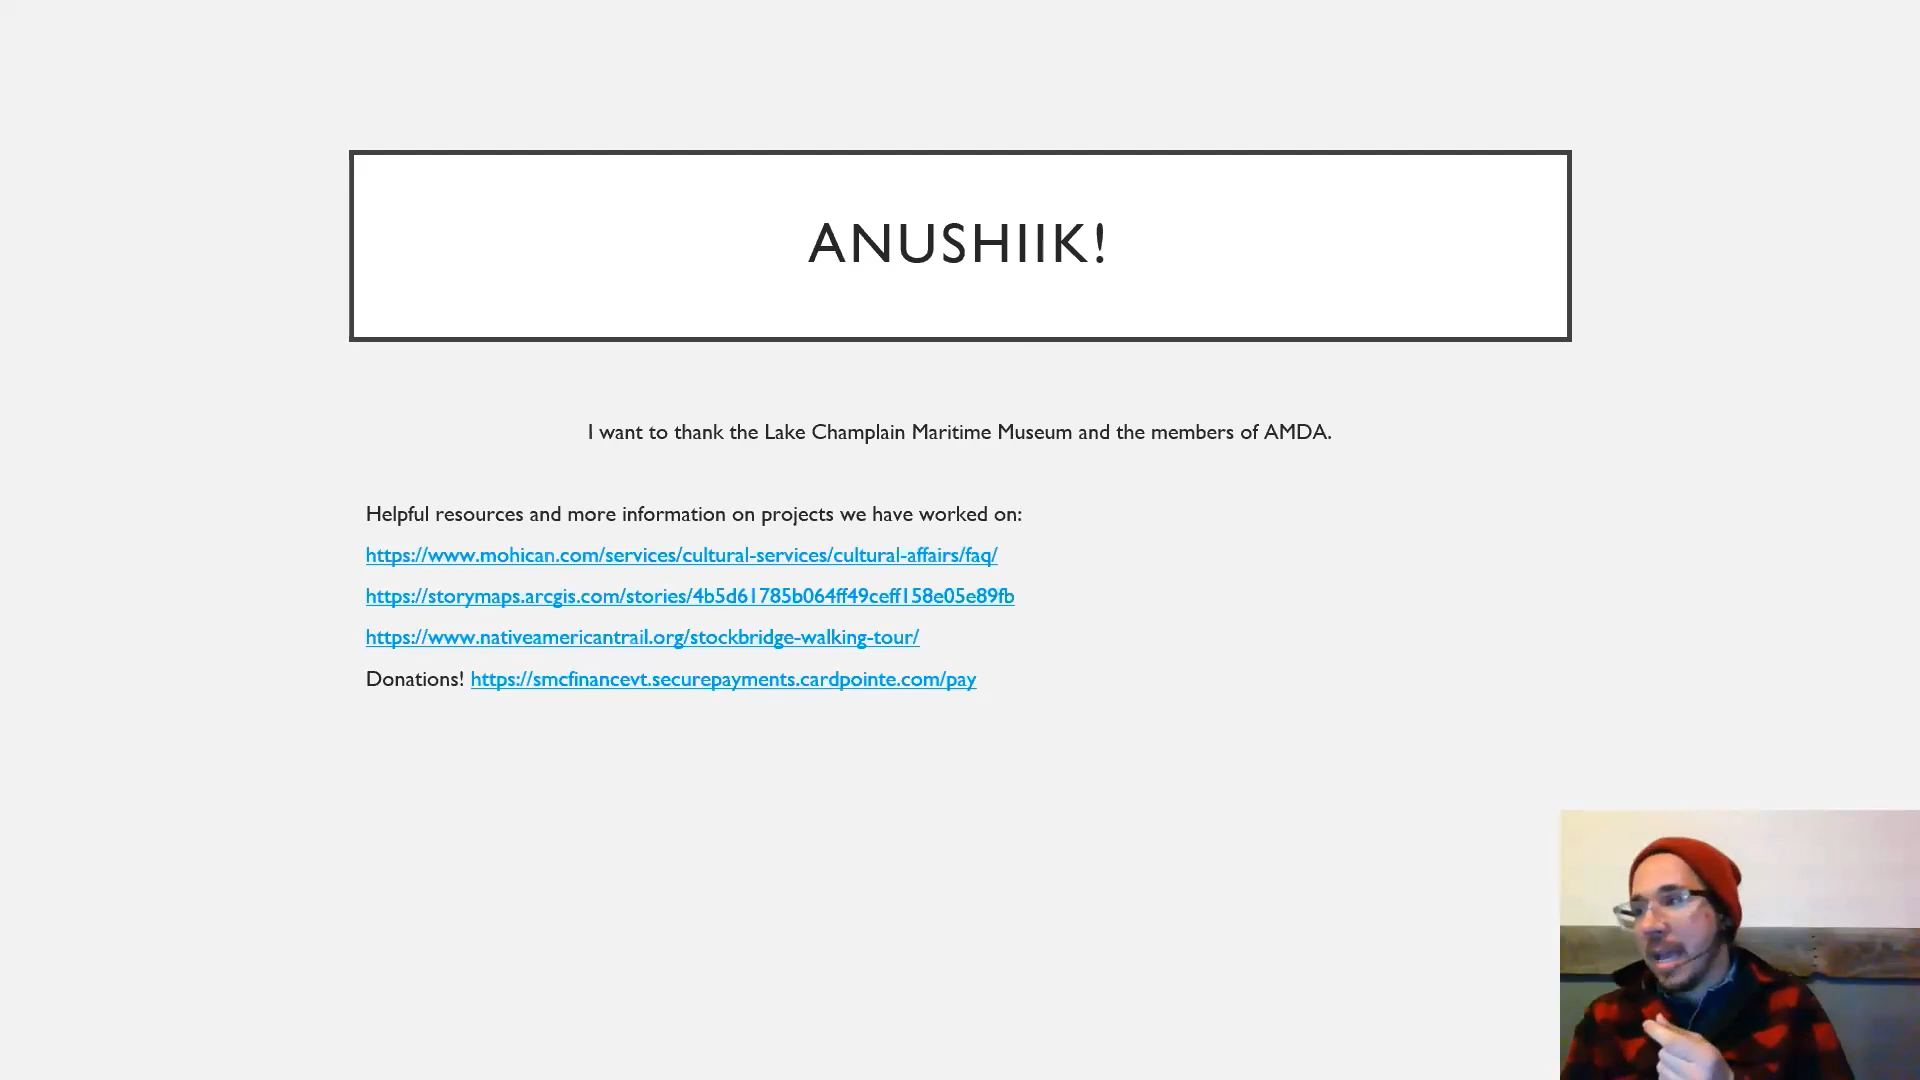 ANUSHIIK!
I want to thank the Lake Champlain Maritime Museum and the members of AMDA.
Helpful resources and more information on projects we have worked on:
https://www.mohican.com/services/cultural-services/cultural-affairs/faq/
https://storymaps.arcgis.com/stories/4b5d61785b064ff49ceff158e05e89fb
https://www.nativeamericantrail.org/stockbridge-walking-tour/
Donations! https://smcfinancevt.securepayments.cardpointe.com/pay